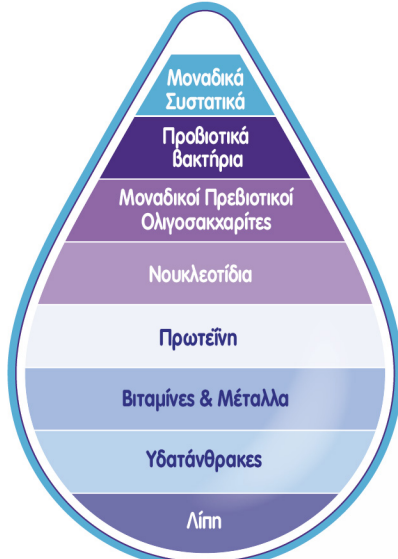 Μοναδικά
Συστατικά
Προβιοτικά
βακτήρια
Μοναδικοί Πρεβιοτικοί
Ολιγοσακχαρίτες
Νουκλεοτίδια
Πρωτεΐνη
Βιταμίνες & Μέταλλα
Υδατάνθρακες
Λίπη